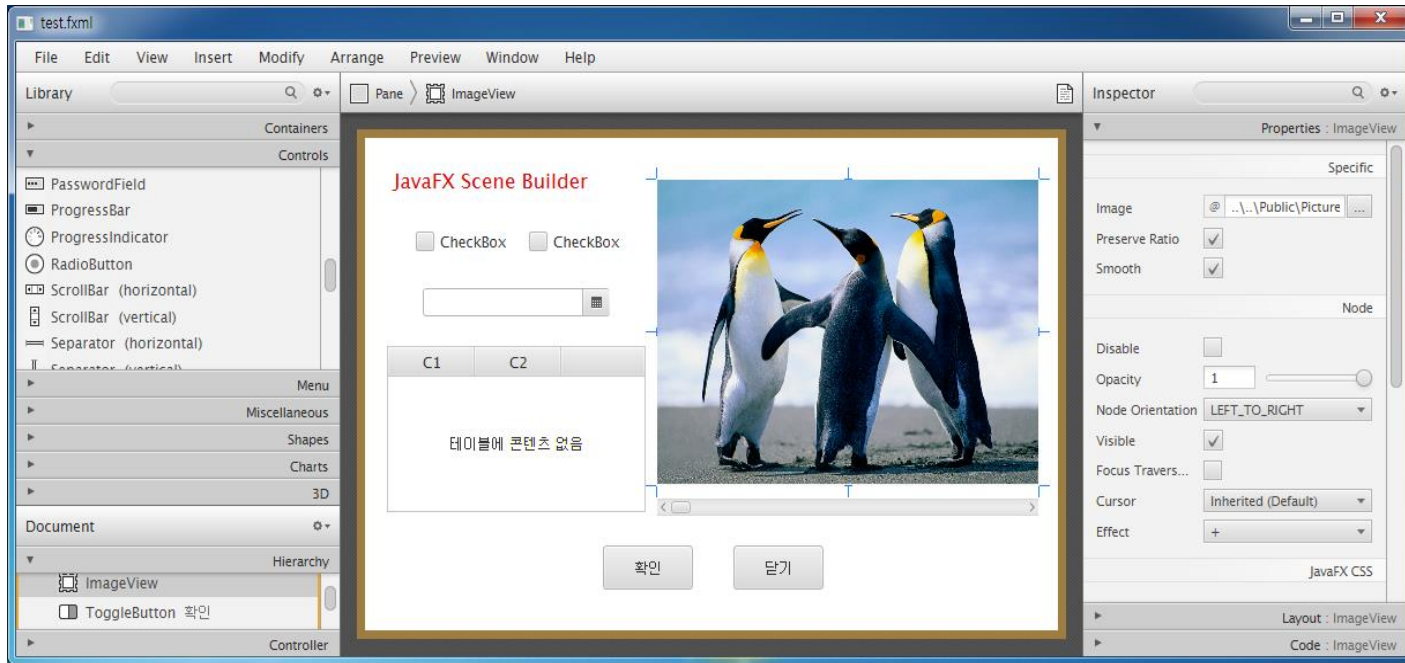 test.fxml
File Edit View Insert Modify Arrange Preview Window Help
Library
Containers
Controls
PasswordField
ProgressBar
ProgressIndicator
RadioButton
ScrollBar (horizontal)
ScrollBar (vertical)
Separator (horizontal)
Separator (vertical)
Menu
Miscellaneous
Shapes
Charts
3D
Document
Hierarchy
ImageView
ToggleButton 확인
Controller
Pane ImageView
JavaFX Scene Builder
CheckBox CheckBox
C1 C2
테이블에 콘텐츠 없음
확인 닫기
Inspector
Properties : ImageView
Specific
Image @ ..\..\Public\Picture ...
Preserve Ratio
Smooth
Node
Disable
Opacity 1
Node Orientation LEFT_TO_RIGHT
Visible
Focus Travers...
Cursor Inherited (Default)
Effect +
JavaFX CSS
Layout : ImageView
Code : ImageView